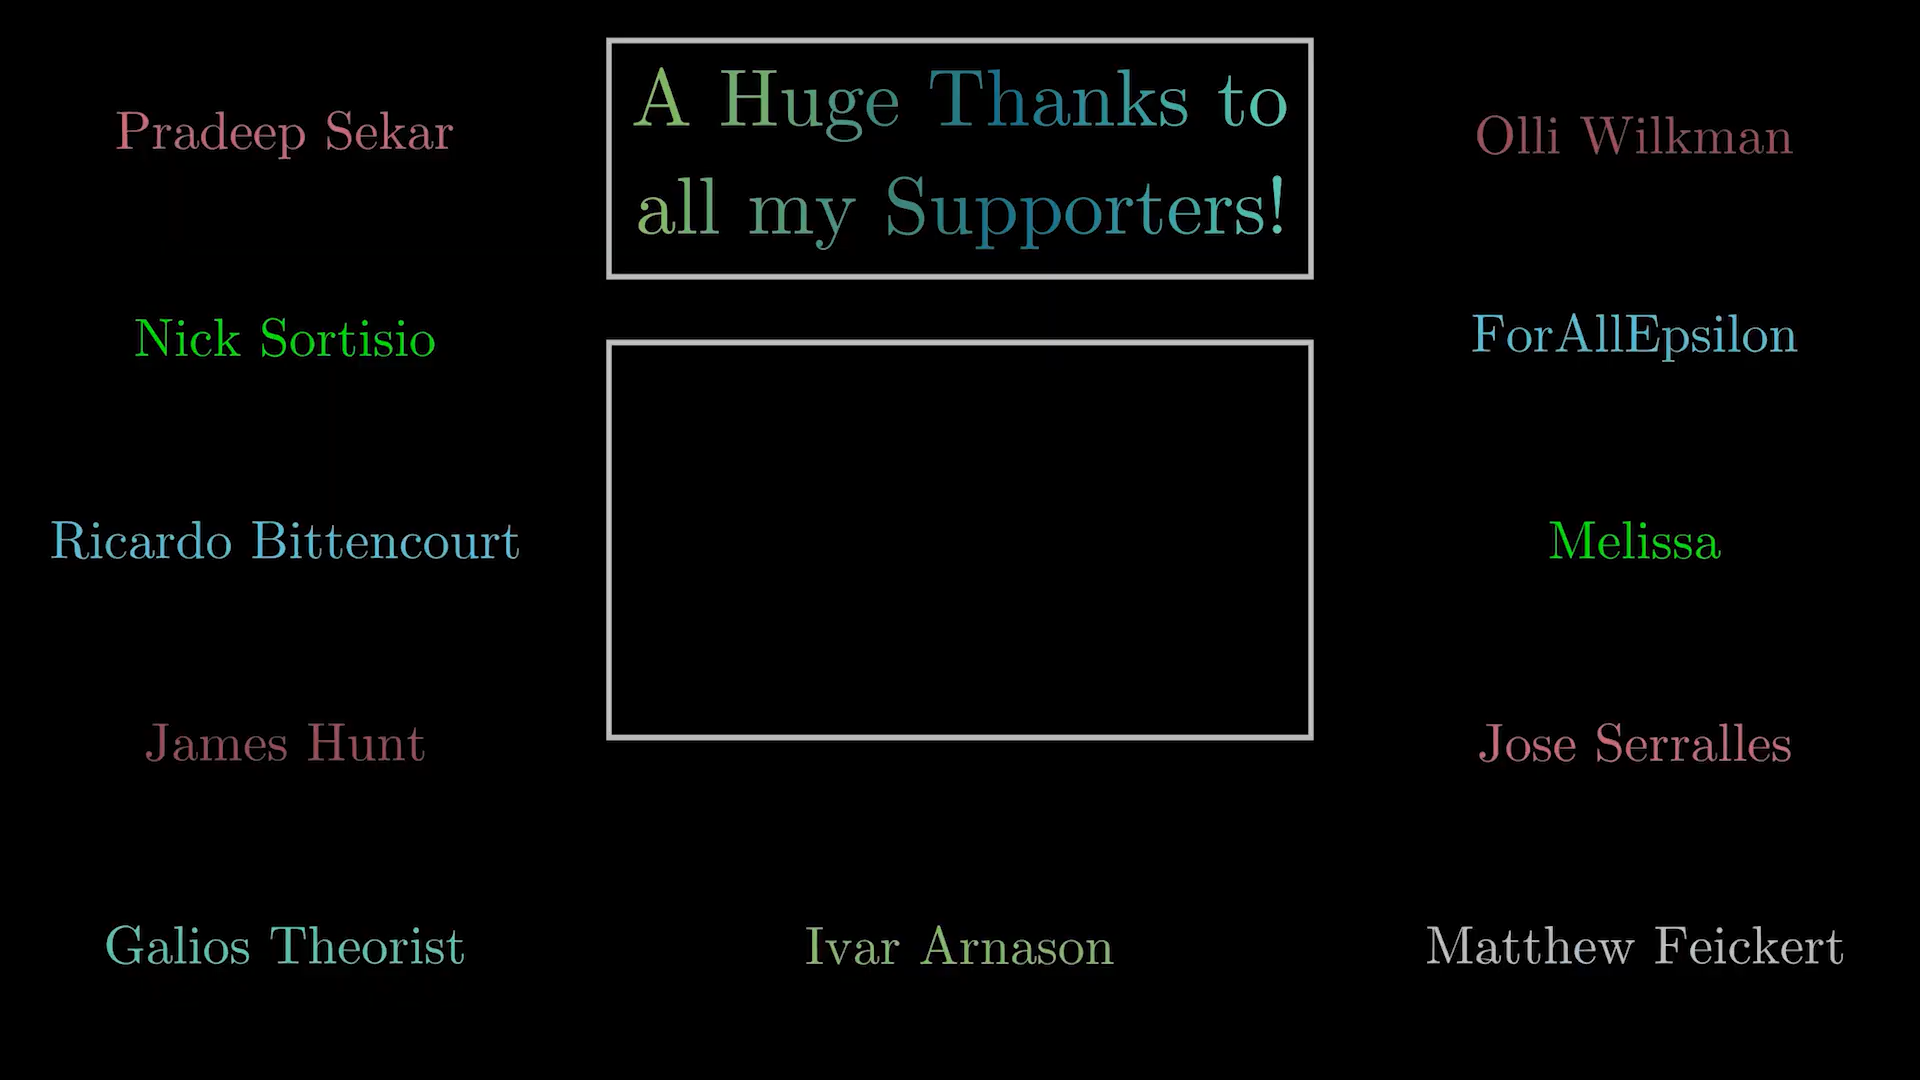 A Huge Thanks to
all my Supporters!
Pradeep Sekar
Olli Wilkman
Nick Sortisio
ForAllEpsilon
Ricardo Bittencourt
Melissa
James Hunt
Jose Serralles
Galios Theorist
Ivar Arnason
Matthew Feickert